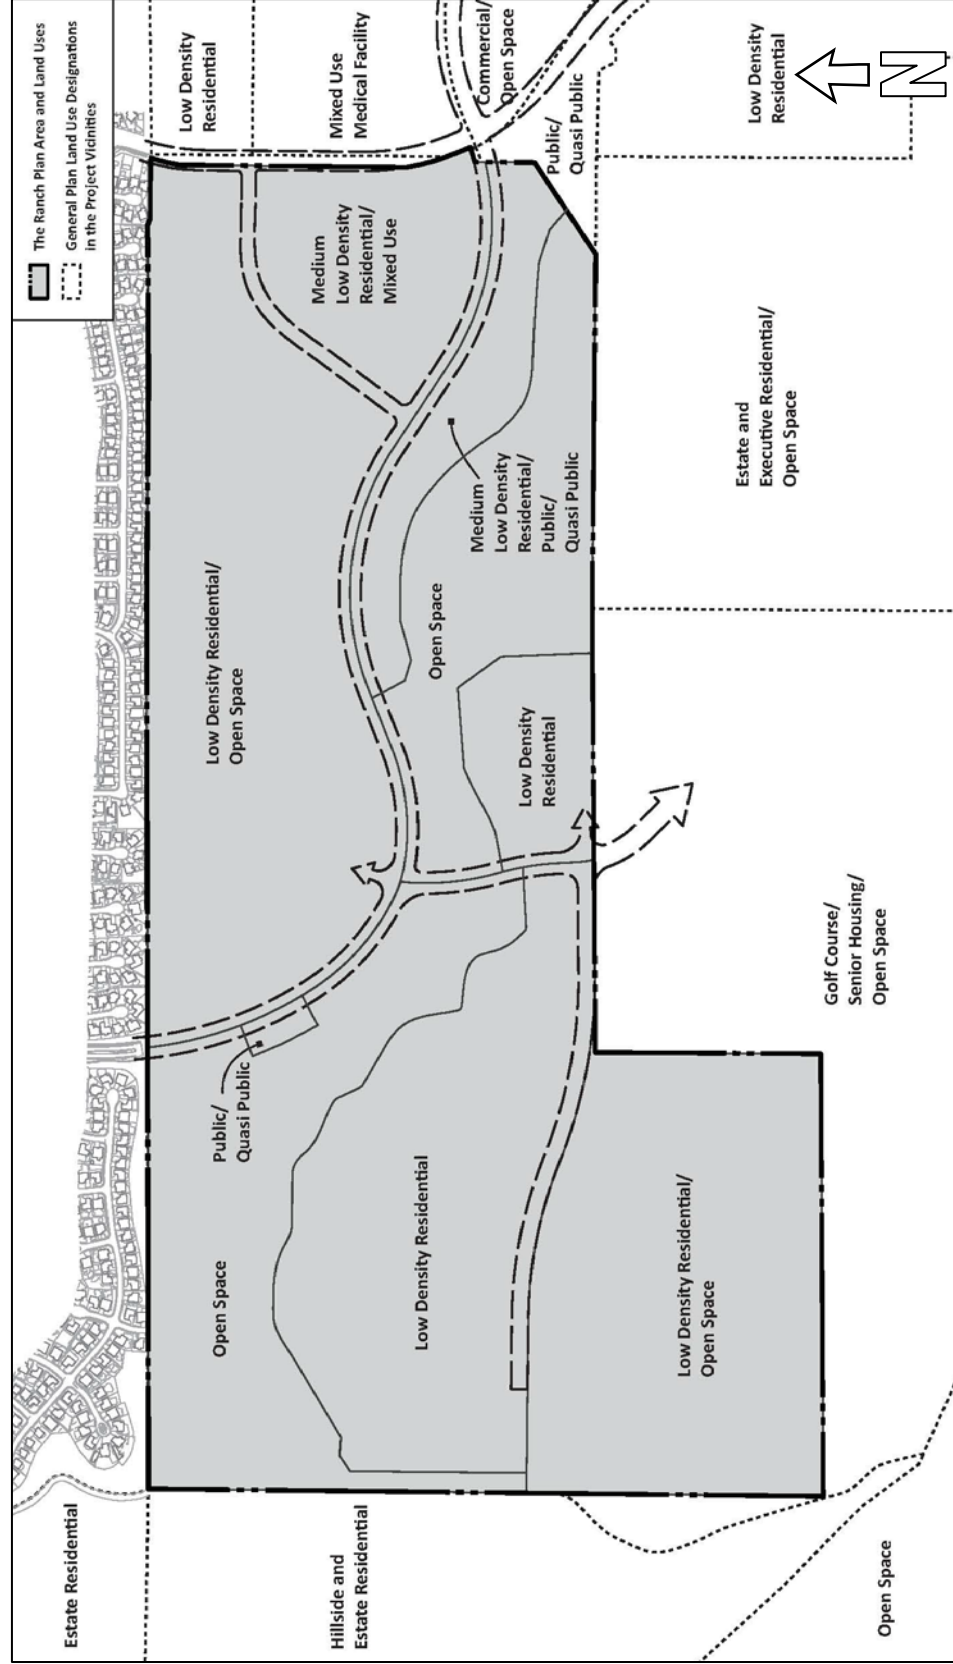 The Ranch Plan Area and Land Uses
General Plan Land Use Designations
in the Project Vicinities
Estate Residential
Hillside and
Estate Residential
Open Space
Open Space
Public/
Quasi Public
Low Density Residential
Low Density Residential/
Open Space
Low Density Residential/
Open Space
Open Space
Low Density
Residential
Medium
Low Density
Residential/
Public/
Quasi Public
Medium
Low Density
Residential/
Mixed Use
Golf Course/
Senior Housing/
Open Space
Estate and
Executive Residential/
Open Space
Low Density
Residential
Mixed Use
Medical Facility
Commercial/
Open Space
Public/
Quasi Public
Low Density
Residential
N